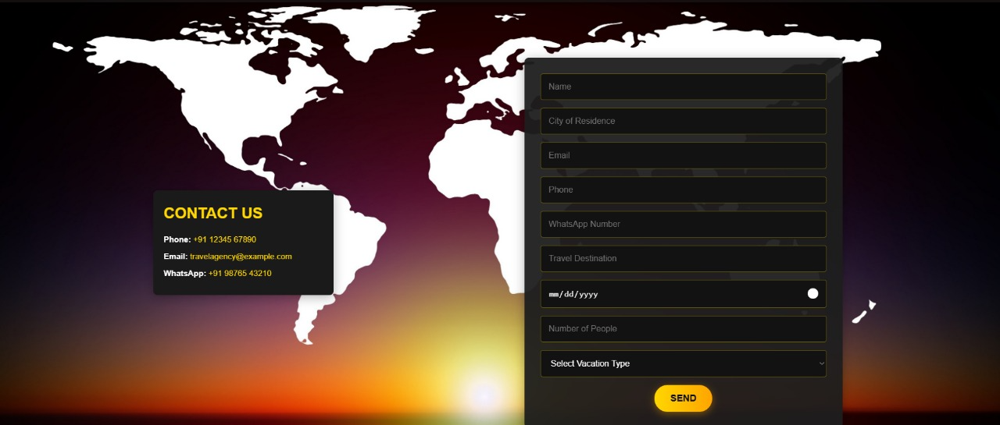 CONTACT US
Phone: +91 12345 67890
Email: travelagency@example.com
WhatsApp: +91 98765 43210
Name
City of Residence
Email
Phone
WhatsApp Number
Travel Destination
mm/dd/yyyy
Number of People
Select Vacation Type
SEND